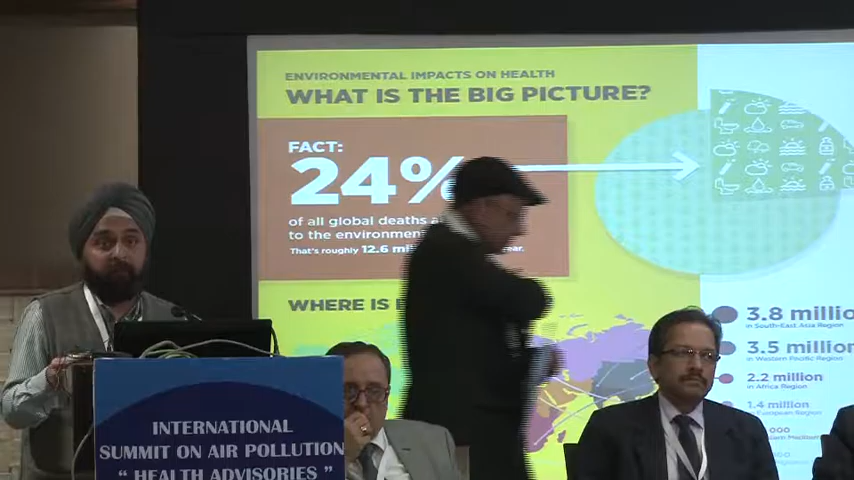 ENVIRONMENTAL IMPACTS ON HEALTH
WHAT IS THE BIG PICTURE?
FACT:
24%
of all global deaths
to the environmen
That's roughly 12.6
WHERE IS
3.8 millio
in South-East Asia Region
3.5 million
in Western Pacific Region
2.2 million
in Africa Region
1.4 million
INTERNATIONAL
SUMMIT ON AIR POLLUTION
" HEALTH ADVISORIES "